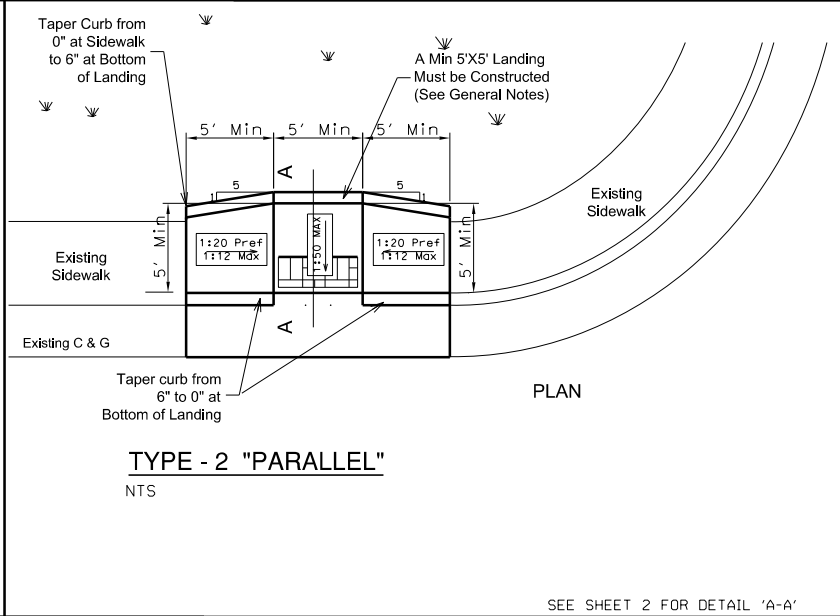 Taper Curb from
0" at Sidewalk
to 6" at Bottom
of Landing
A Min 5'X5' Landing
Must be Constructed
(See General Notes)
5' Min
5' Min
5' Min
A
5
1
5
1
Existing
Sidewalk
5' Min
1:20 Pref
1:12 Max
1:50 MAX
1:20 Pref
1:12 Max
5' Min
Existing
Sidewalk
A
Existing C & G
Taper curb from
6" to 0" at
Bottom of Landing
PLAN
TYPE - 2 "PARALLEL"
NTS
SEE SHEET 2 FOR DETAIL 'A-A'